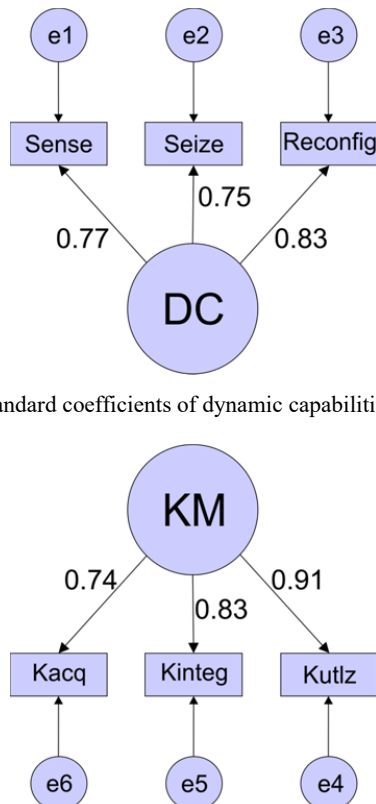 e1 e2 e3
Sense Seize Reconfig
0.75
0.77 0.83
DC
andard coefficients of dynamic capabiliti
KM
0.74 0.91
0.83
Kacq Kinteg Kutlz
e6 e5 e4